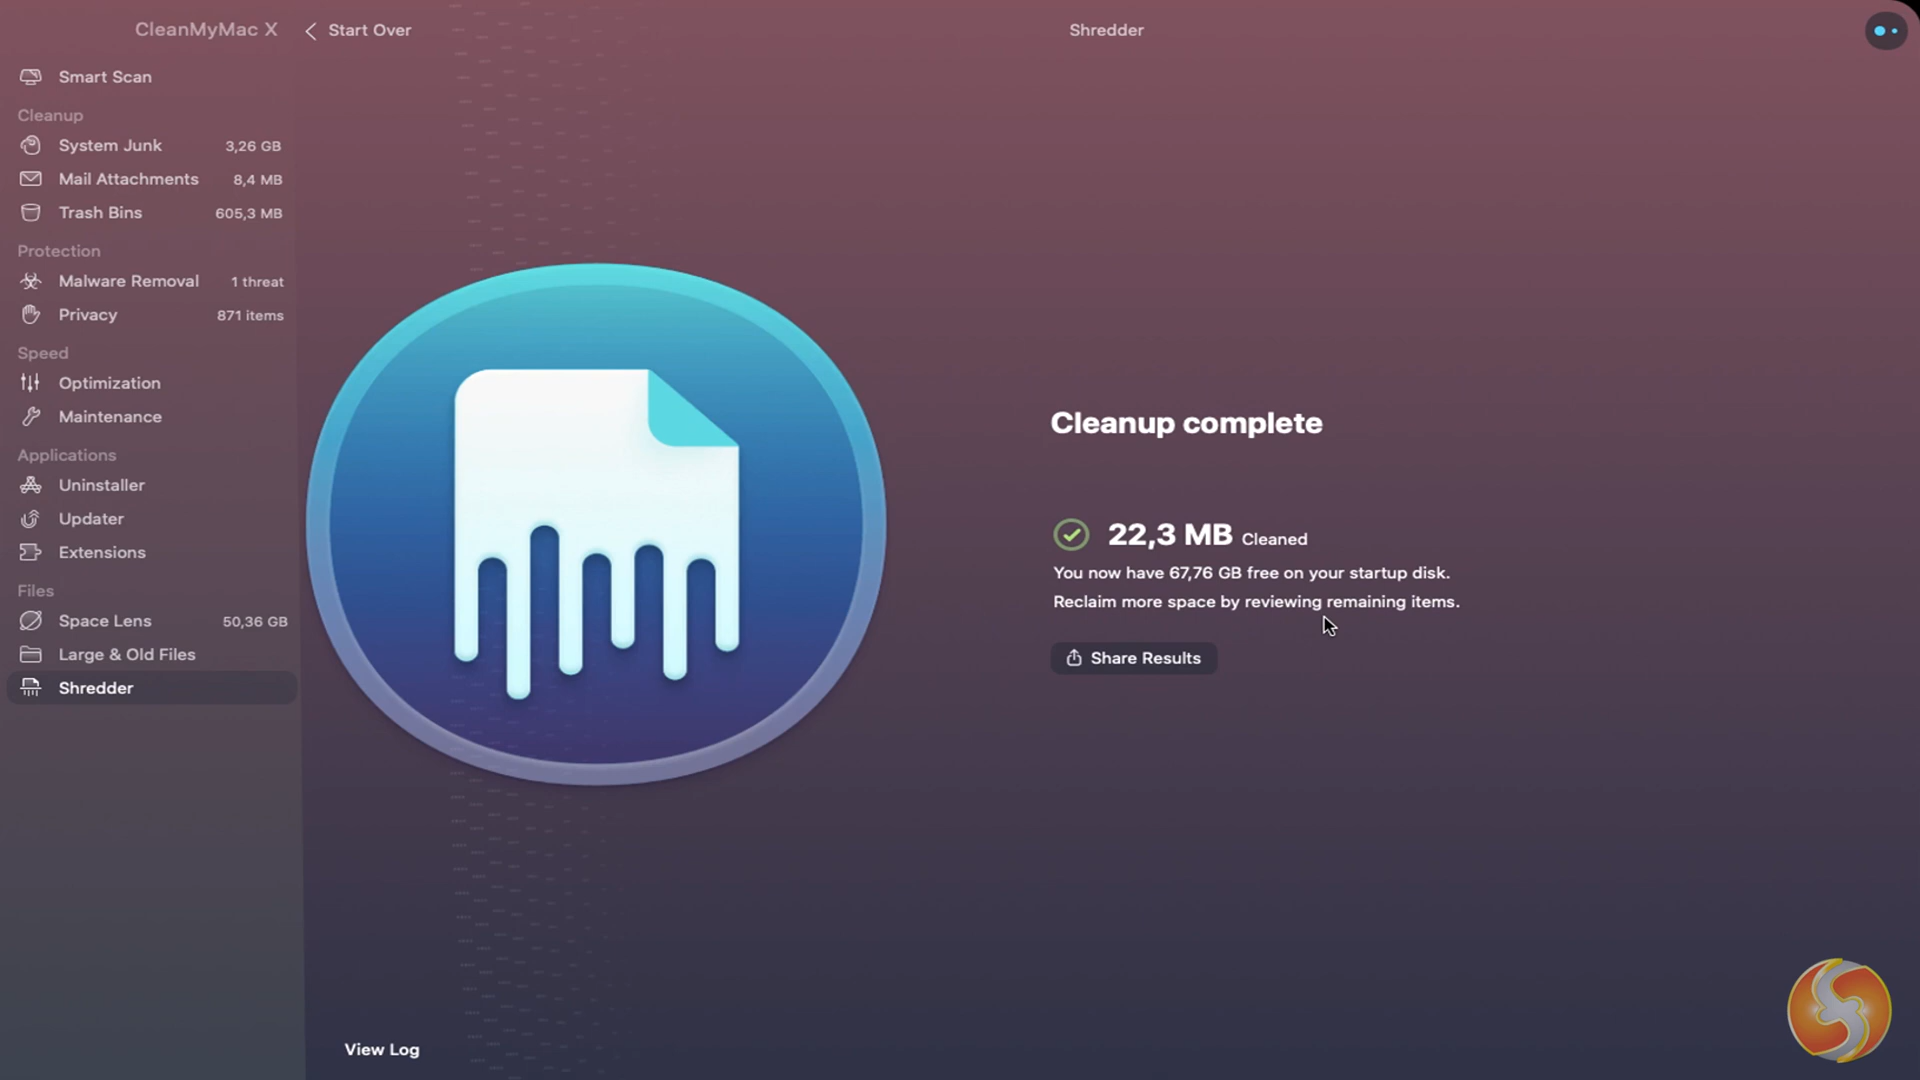 CleanMyMac X
Start Over
Shredder
Smart Scan
Cleanup
System Junk 3,26 GB
Mail Attachments 8,4 MB
Trash Bins 605,3 MB
Protection
Malware Removal 1 threat
Privacy 871 items
Speed
Optimization
Maintenance
Applications
Uninstaller
Updater
Extensions
Files
Space Lens 50,36 GB
Large & Old Files
Shredder
Cleanup complete
22,3 MB Cleaned
You now have 67,76 GB free on your startup disk.
Reclaim more space by reviewing remaining items.
Share Results
View Log